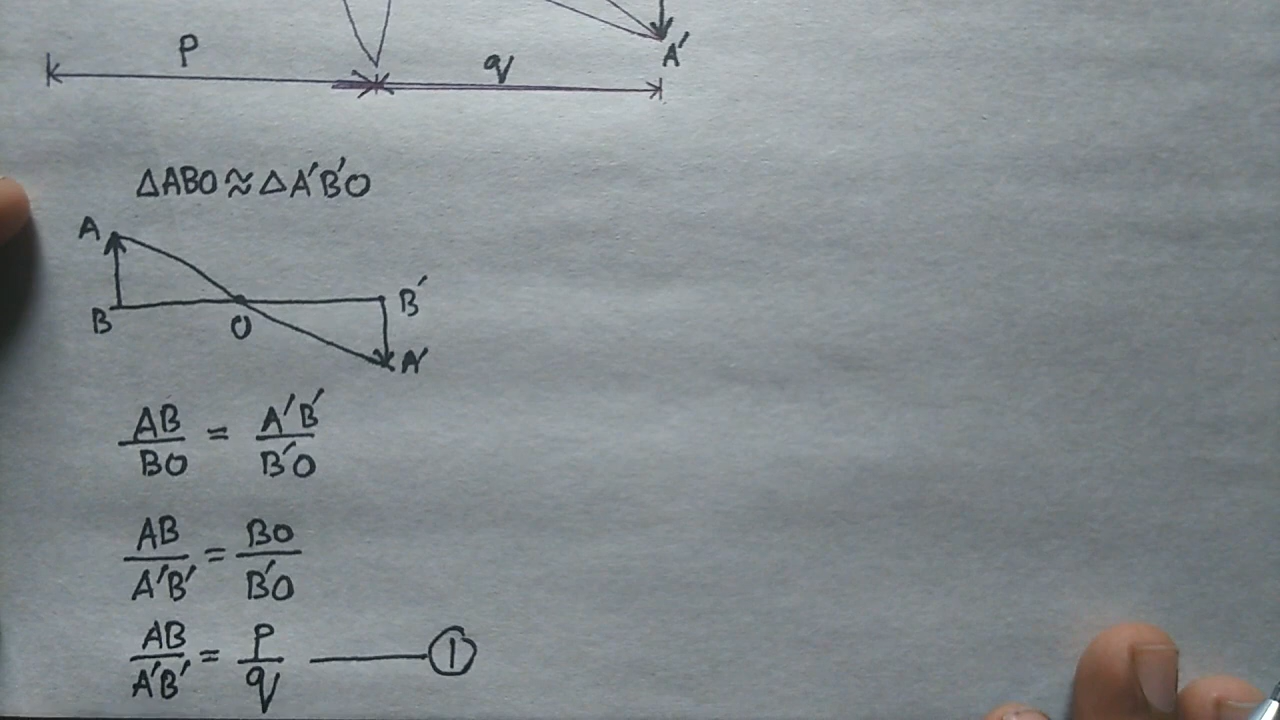 P q A′
ΔABO ≈ ΔA′B′O
A
B O B′
A′
AB/BO = A′B′/B′O
AB/A′B′ = BO/B′O
AB/A′B′ = P/q ——— ①